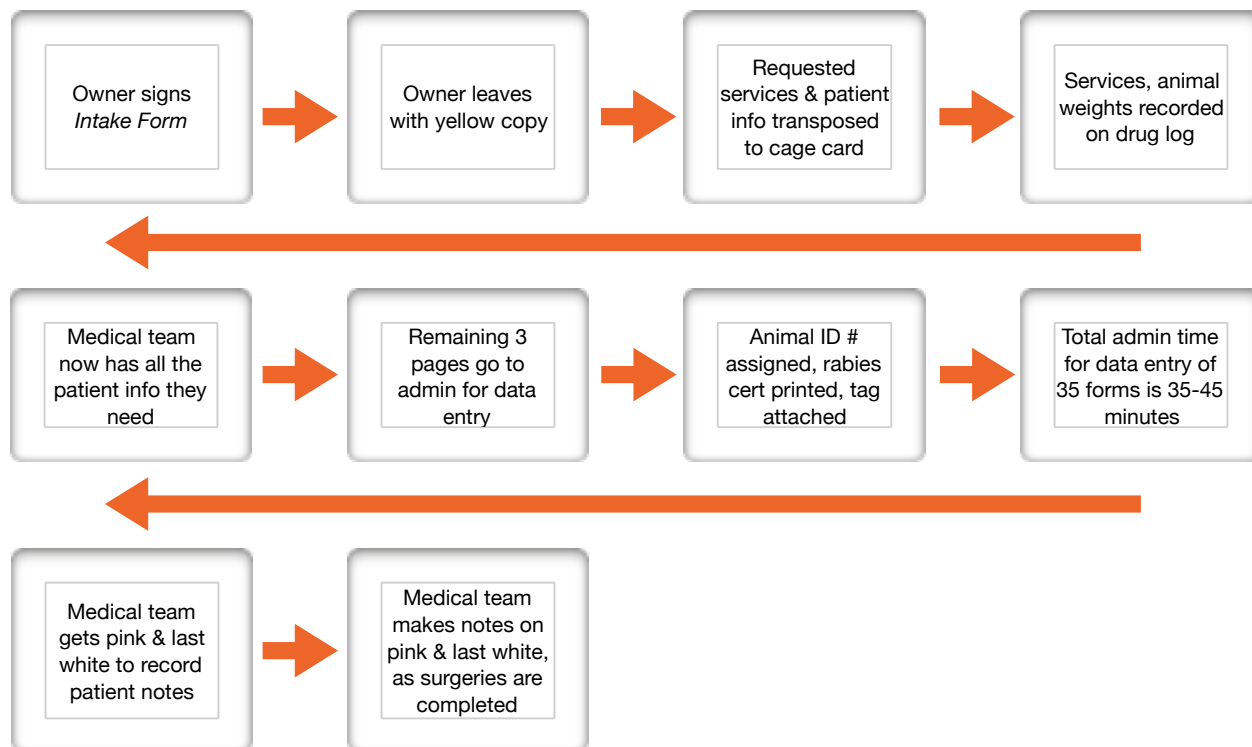 Owner signs
Intake Form
Owner leaves
with yellow copy
Requested
services & patient
info transposed
to cage card
Services, animal
weights recorded
on drug log
Medical team
now has all the
patient info they
need
Remaining 3
pages go to
admin for data
entry
Animal ID #
assigned, rabies
cert printed, tag
attached
Total admin time
for data entry of
35 forms is 35-45
minutes
Medical team
gets pink & last
white to record
patient notes
Medical team
makes notes on
pink & last white,
as surgeries are
completed